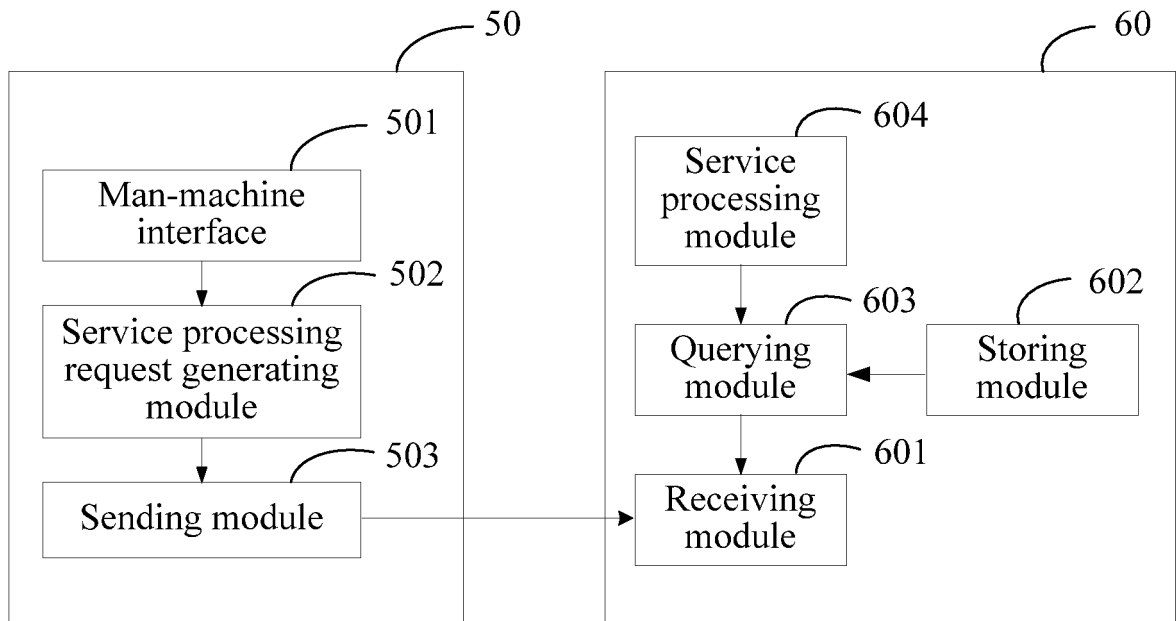 50
501
Man-machine
interface
502
Service processing
request generating
module
503
Sending module
60
604
Service
processing
module
603
Querying
module
602
Storing
module
601
Receiving
module